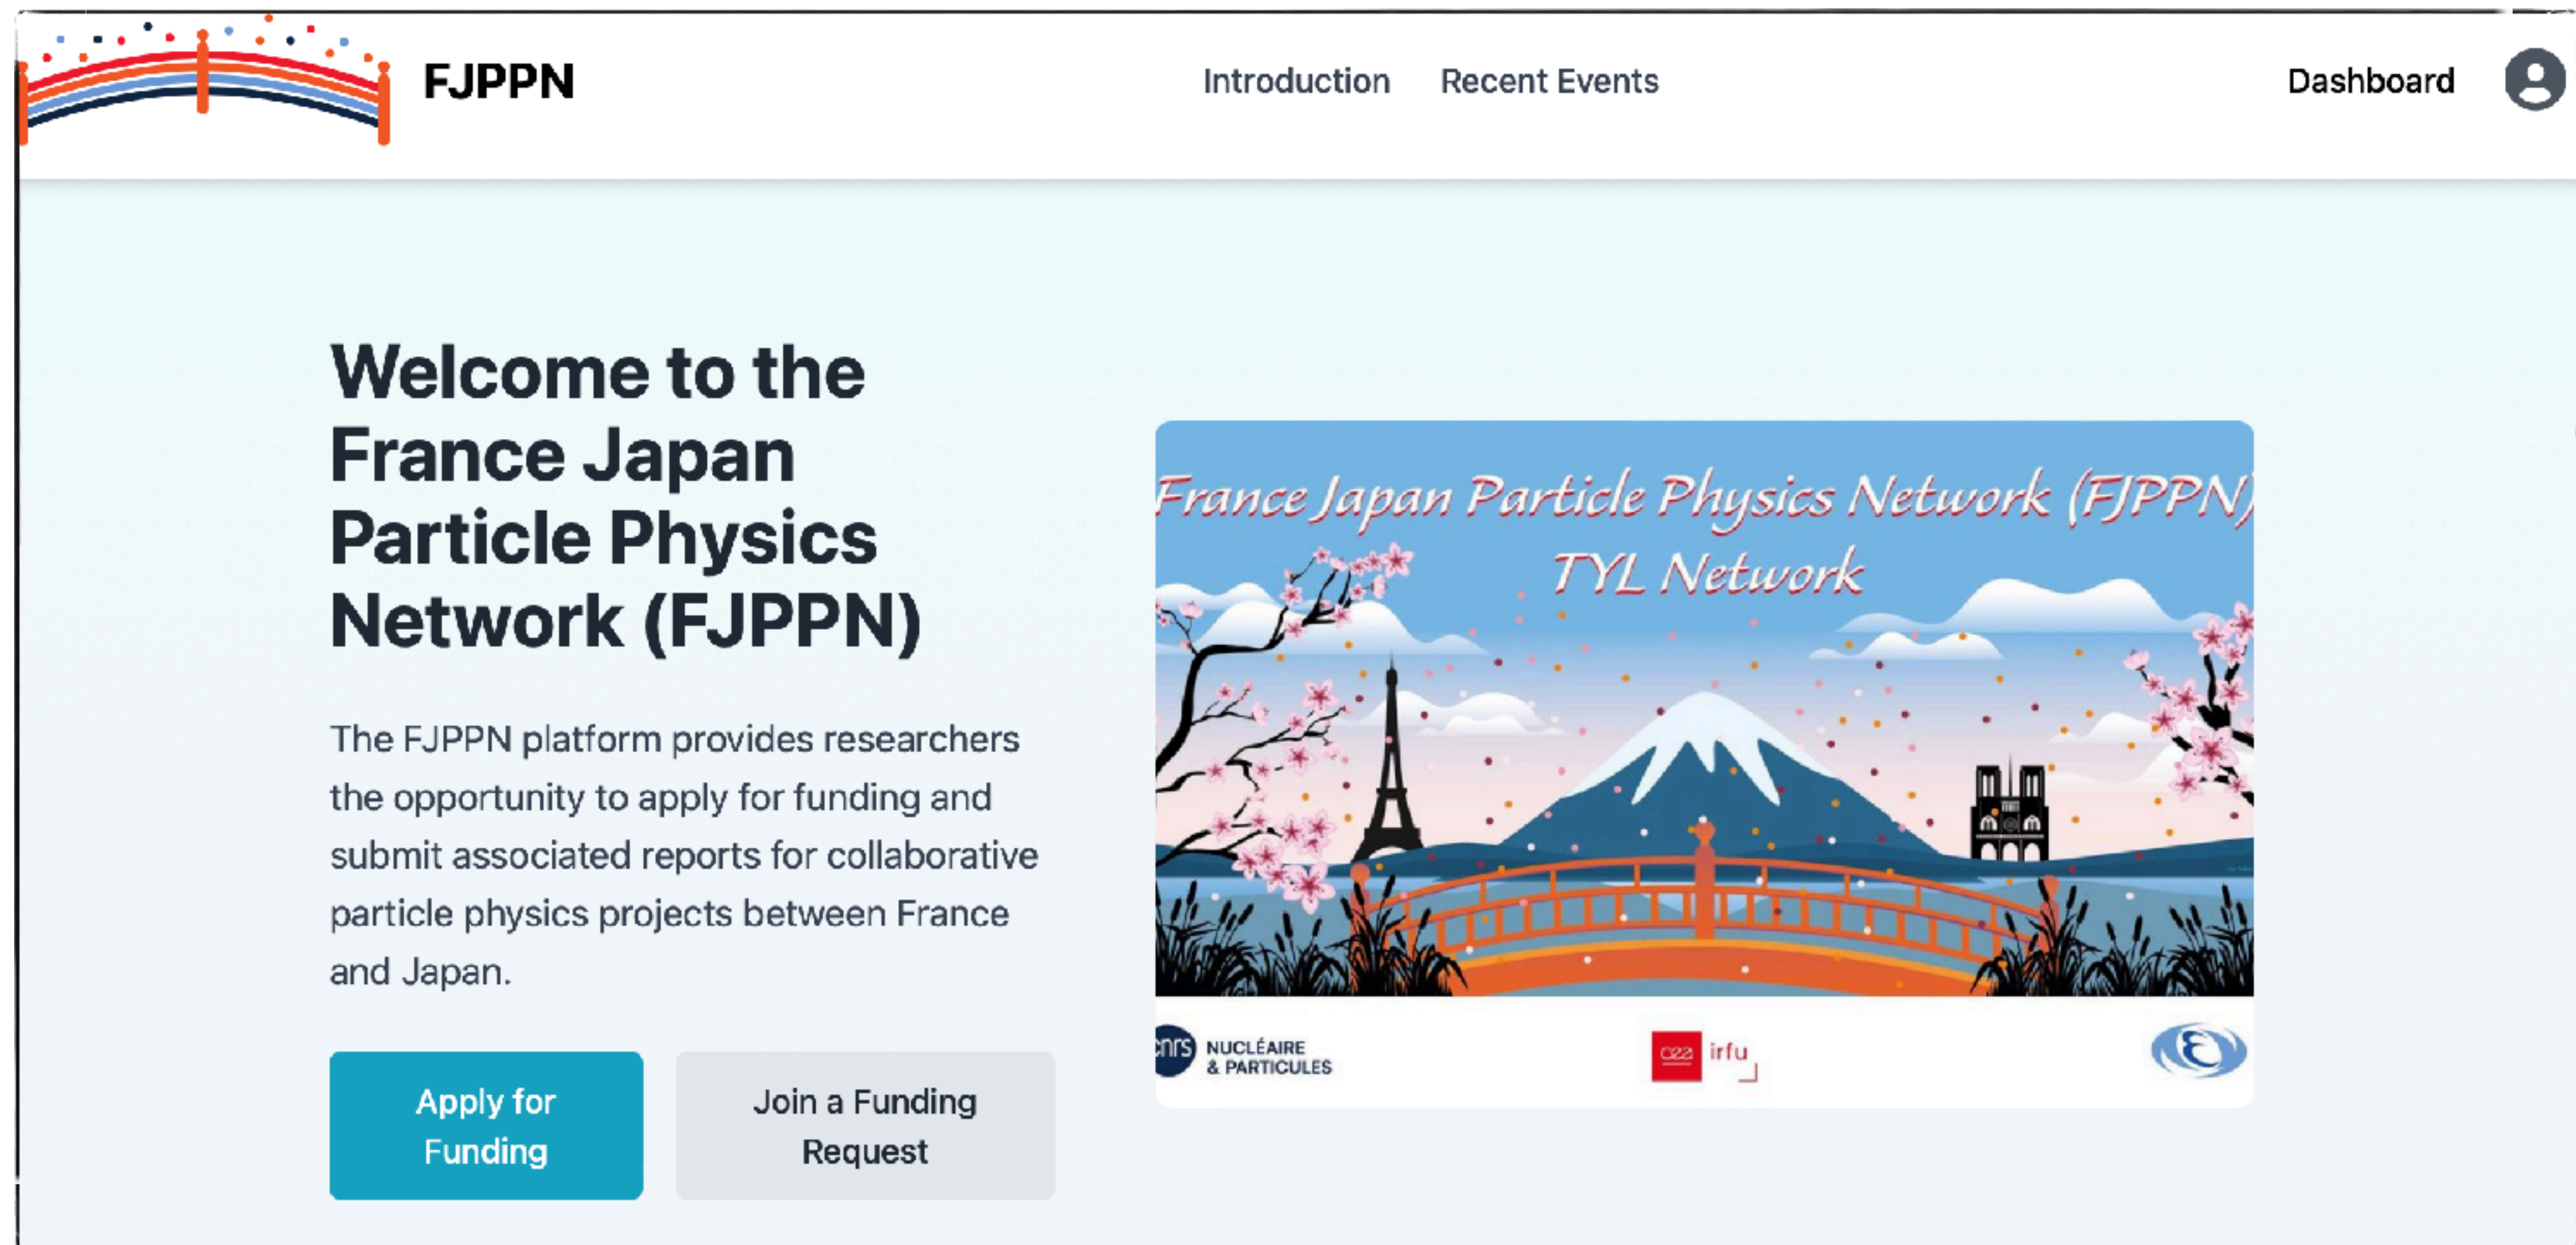 FJPPN
Introduction
Recent Events
Dashboard
Welcome to the
France Japan
Particle Physics
Network (FJPPN)
The FJPPN platform provides researchers
the opportunity to apply for funding and
submit associated reports for collaborative
particle physics projects between France
and Japan.
Apply for
Funding
Join a Funding
Request
France Japan Particle Physics Network (FJPPN)
TYL Network
cnrs
NUCLÉAIRE
& PARTICULES
cea
irfu